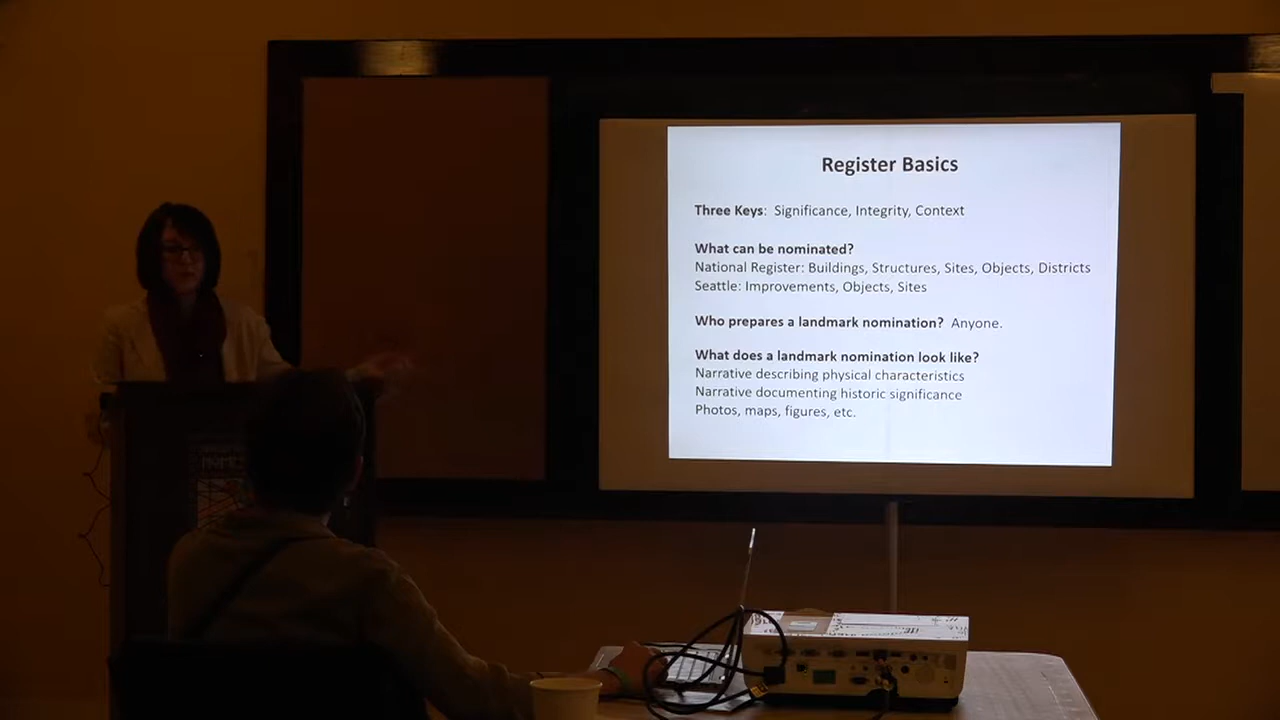 Register Basics
Three Keys: Significance, Integrity, Context
What can be nominated?
National Register: Buildings, Structures, Sites, Objects, Districts
Seattle: Improvements, Objects, Sites
Who prepares a landmark nomination? Anyone.
What does a landmark nomination look like?
Narrative describing physical characteristics
Narrative documenting historic significance
Photos, maps, figures, etc.